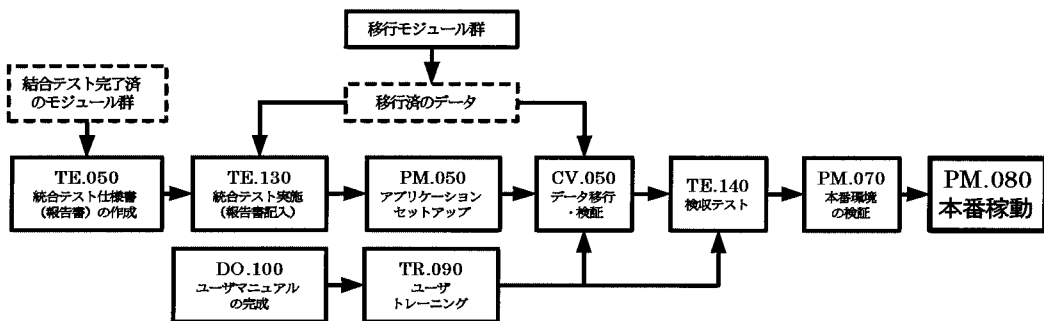 移行モジュール群
結合テスト完了済
のモジュール群
移行済のデータ
TE.050
統合テスト仕様書
(報告書)の作成
TE.130
統合テスト実施
(報告書記入)
PM.050
アプリケーション
セットアップ
CV.050
データ移行
・検証
TE.140
検収テスト
PM.070
本番環境
の検証
PM.080
本番稼動
DO.100
ユーザマニュアル
の完成
TR.090
ユーザ
トレーニング